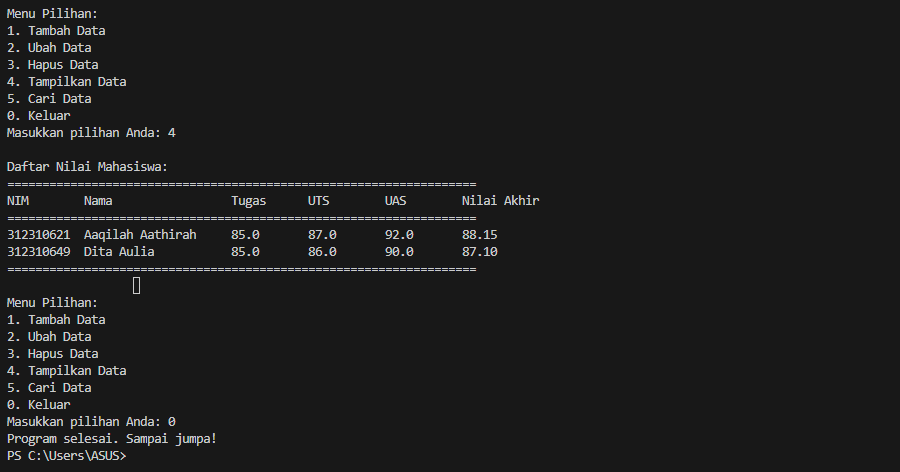 Menu Pilihan:
1. Tambah Data
2. Ubah Data
3. Hapus Data
4. Tampilkan Data
5. Cari Data
0. Keluar
Masukkan pilihan Anda: 4
Daftar Nilai Mahasiswa:
===================================================================
NIM        Nama                 Tugas      UTS        UAS        Nilai Akhir
===================================================================
312310621  Aaqilah Aathirah     85.0       87.0       92.0       88.15
312310649  Dita Aulia           85.0       86.0       90.0       87.10
===================================================================
Menu Pilihan:
1. Tambah Data
2. Ubah Data
3. Hapus Data
4. Tampilkan Data
5. Cari Data
0. Keluar
Masukkan pilihan Anda: 0
Program selesai. Sampai jumpa!
PS C:\Users\ASUS>